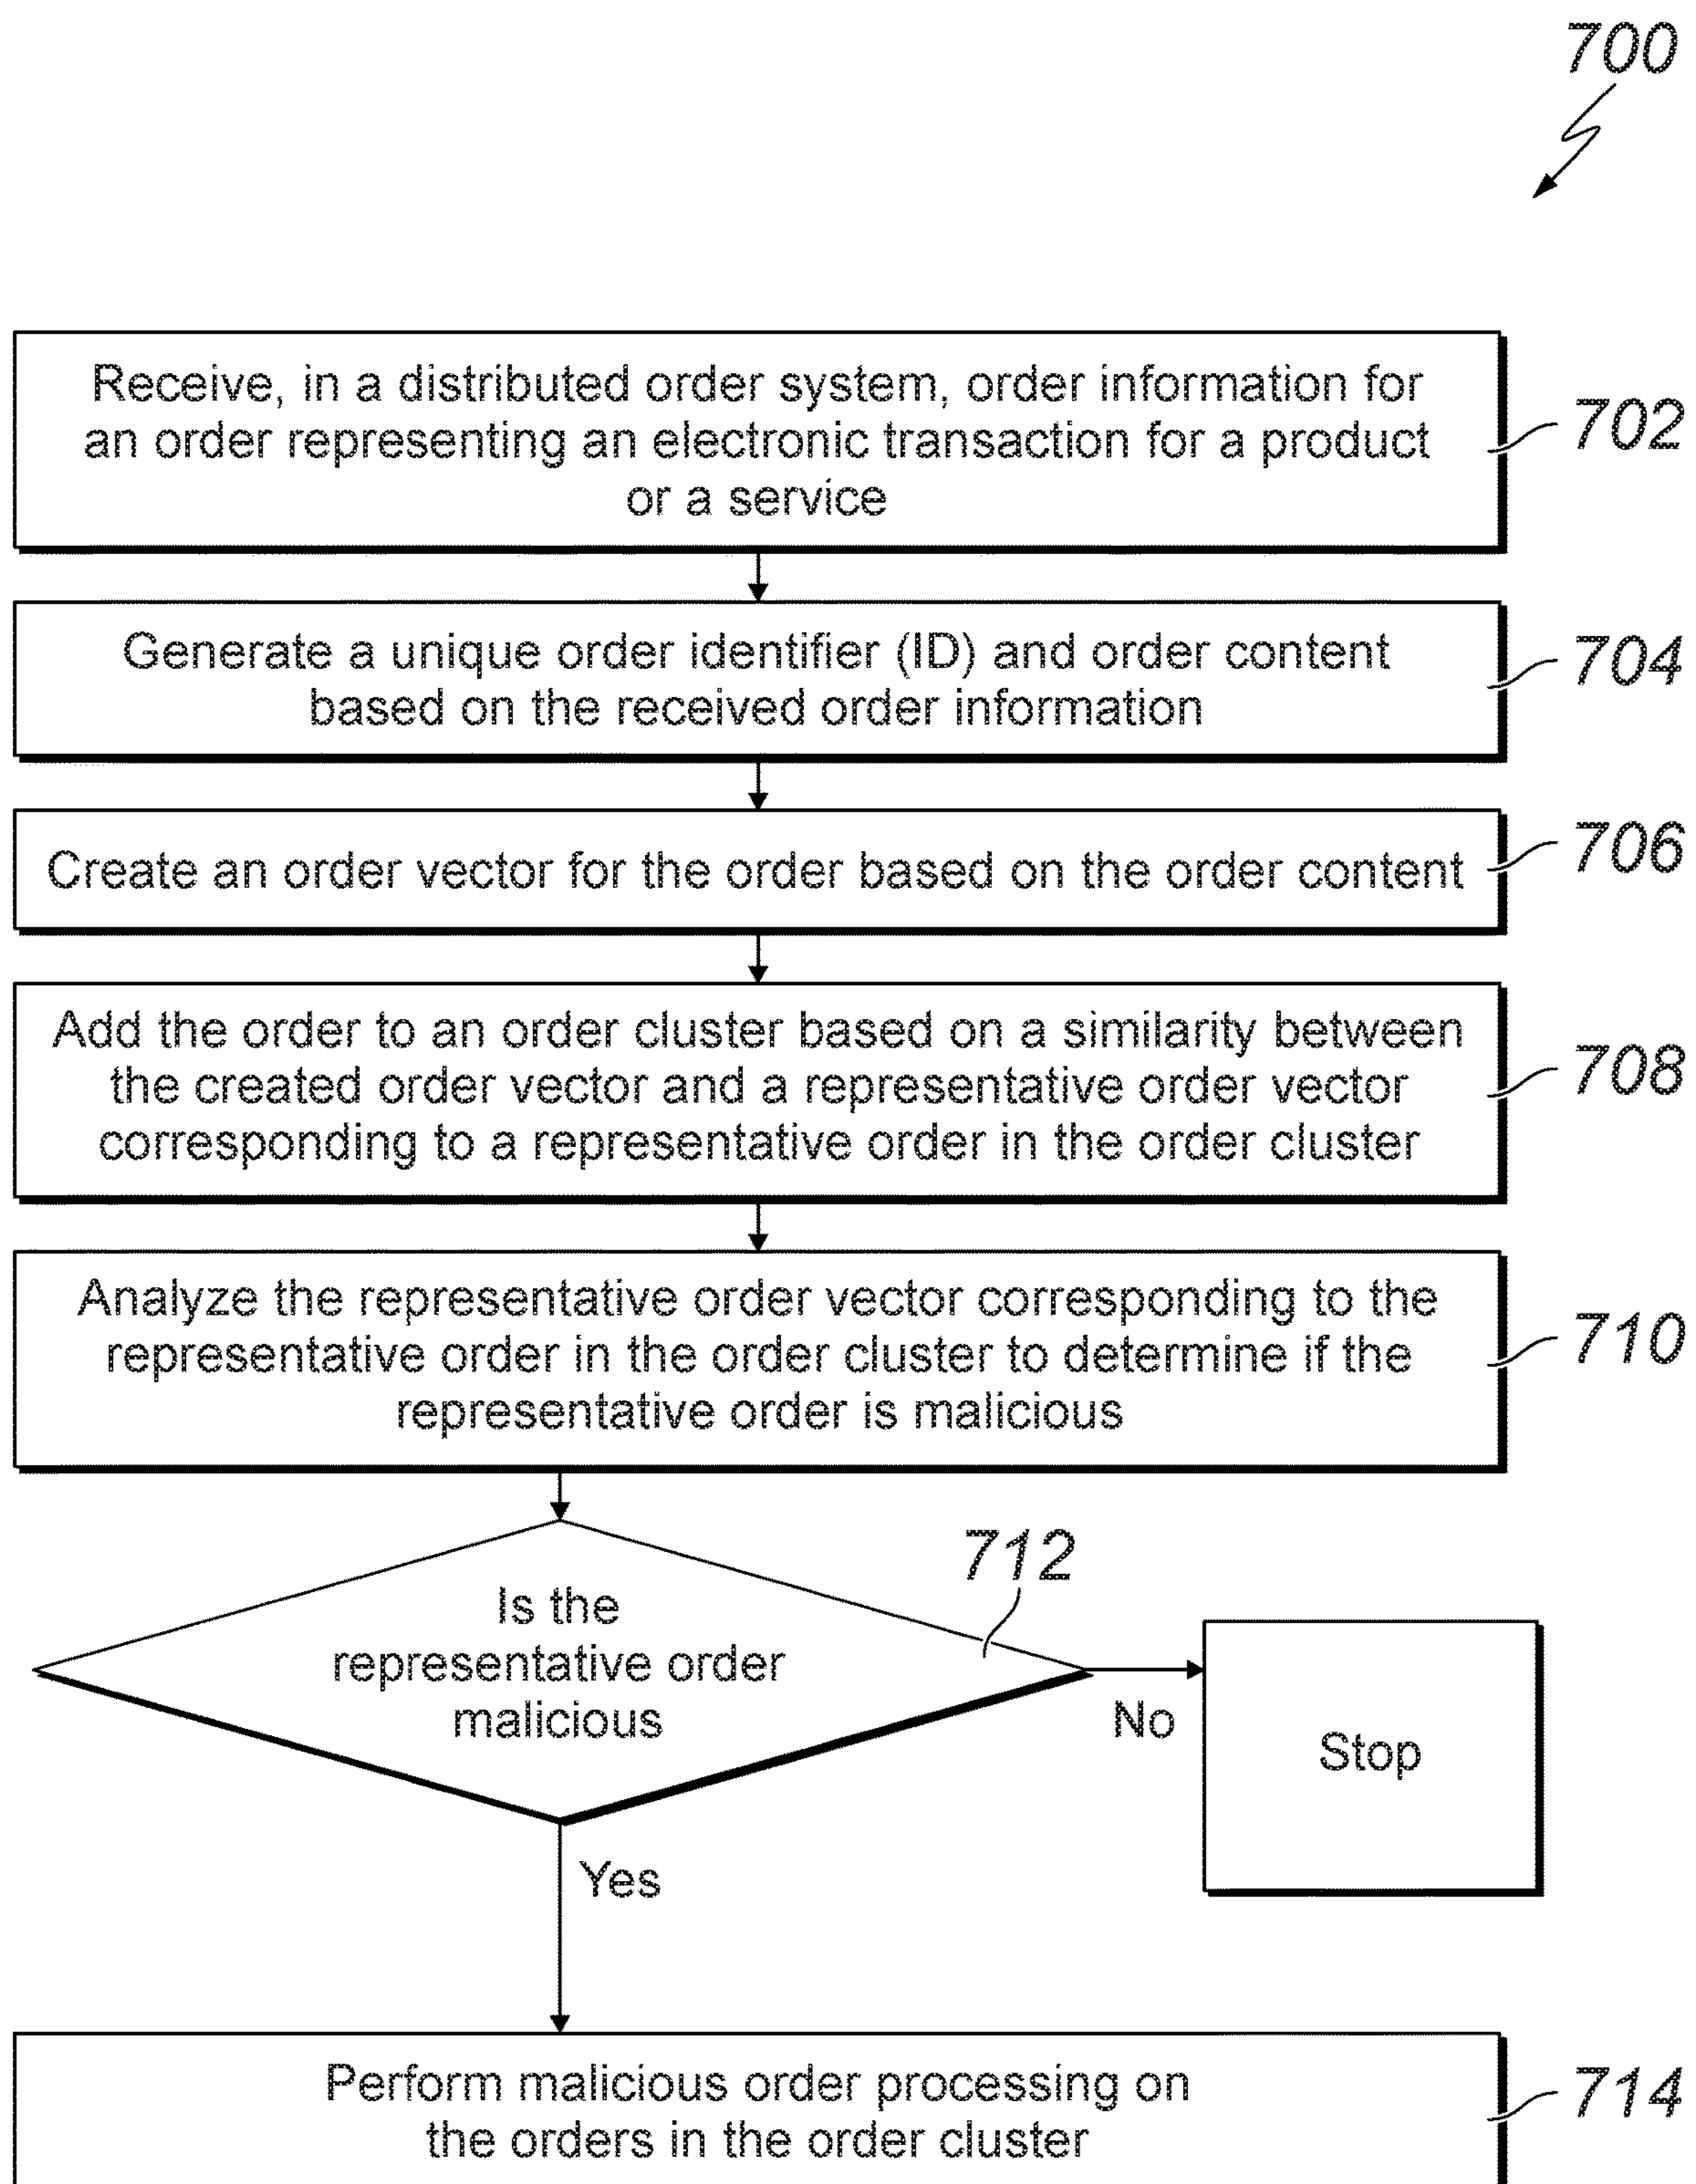 700
Receive, in a distributed order system, order information for
an order representing an electronic transaction for a product
or a service
702
Generate a unique order identifier (ID) and order content
based on the received order information
704
Create an order vector for the order based on the order content
706
Add the order to an order cluster based on a similarity between
the created order vector and a representative order vector
corresponding to a representative order in the order cluster
708
Analyze the representative order vector corresponding to the
representative order in the order cluster to determine if the
representative order is malicious
710
712
Is the
representative order
malicious
No
Stop
Yes
Perform malicious order processing on
the orders in the order cluster
714